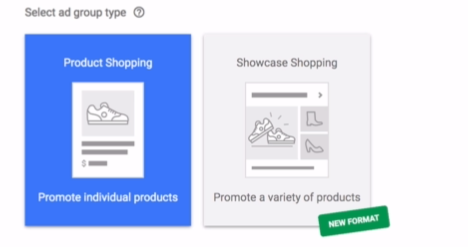 Select ad group type
Product Shopping
Showcase Shopping
$
Promote individual products
Promote a variety of products
NEW FORMAT